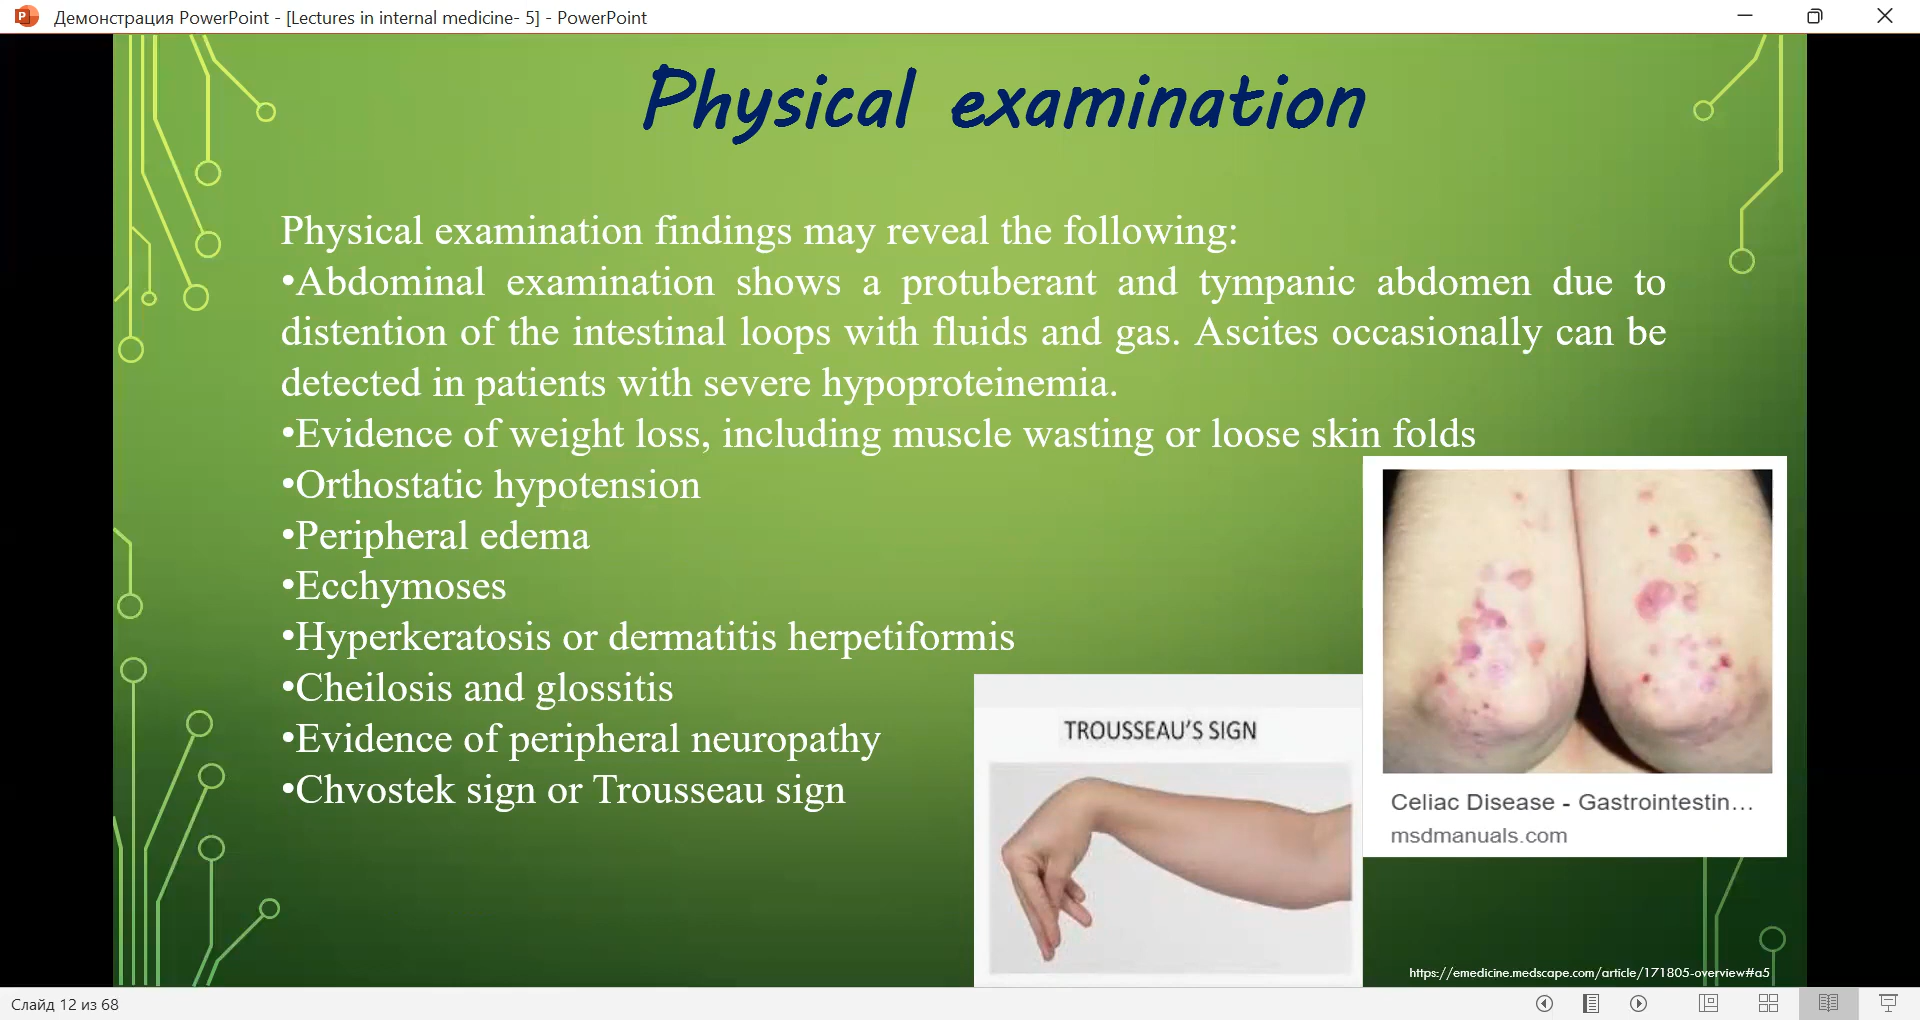 Демонстрация PowerPoint - [Lectures in internal medicine- 5] - PowerPoint
Physical examination
Physical examination findings may reveal the following:
•Abdominal examination shows a protuberant and tympanic abdomen due to
distention of the intestinal loops with fluids and gas. Ascites occasionally can be
detected in patients with severe hypoproteinemia.
•Evidence of weight loss, including muscle wasting or loose skin folds
•Orthostatic hypotension
•Peripheral edema
•Ecchymoses
•Hyperkeratosis or dermatitis herpetiformis
•Cheilosis and glossitis
•Evidence of peripheral neuropathy
•Chvostek sign or Trousseau sign
TROUSSEAU'S SIGN
Celiac Disease - Gastrointestin...
msdmanuals.com
https://emedicine.medscape.com/article/171805-overview#a5
Слайд 12 из 68